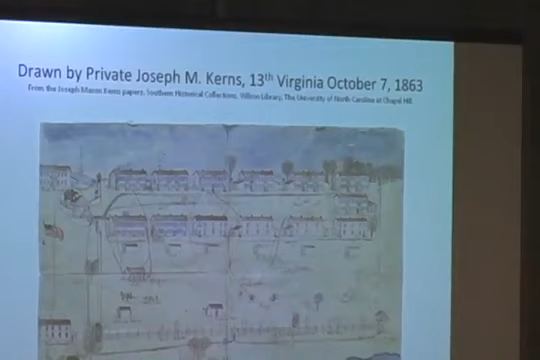 Drawn by Private Joseph M. Kerns, 13th Virginia October 7, 1863
From the Joseph Mason Kerns papers, Southern Historical Collections, Wilson Library, The University of North Carolina at Chapel Hill